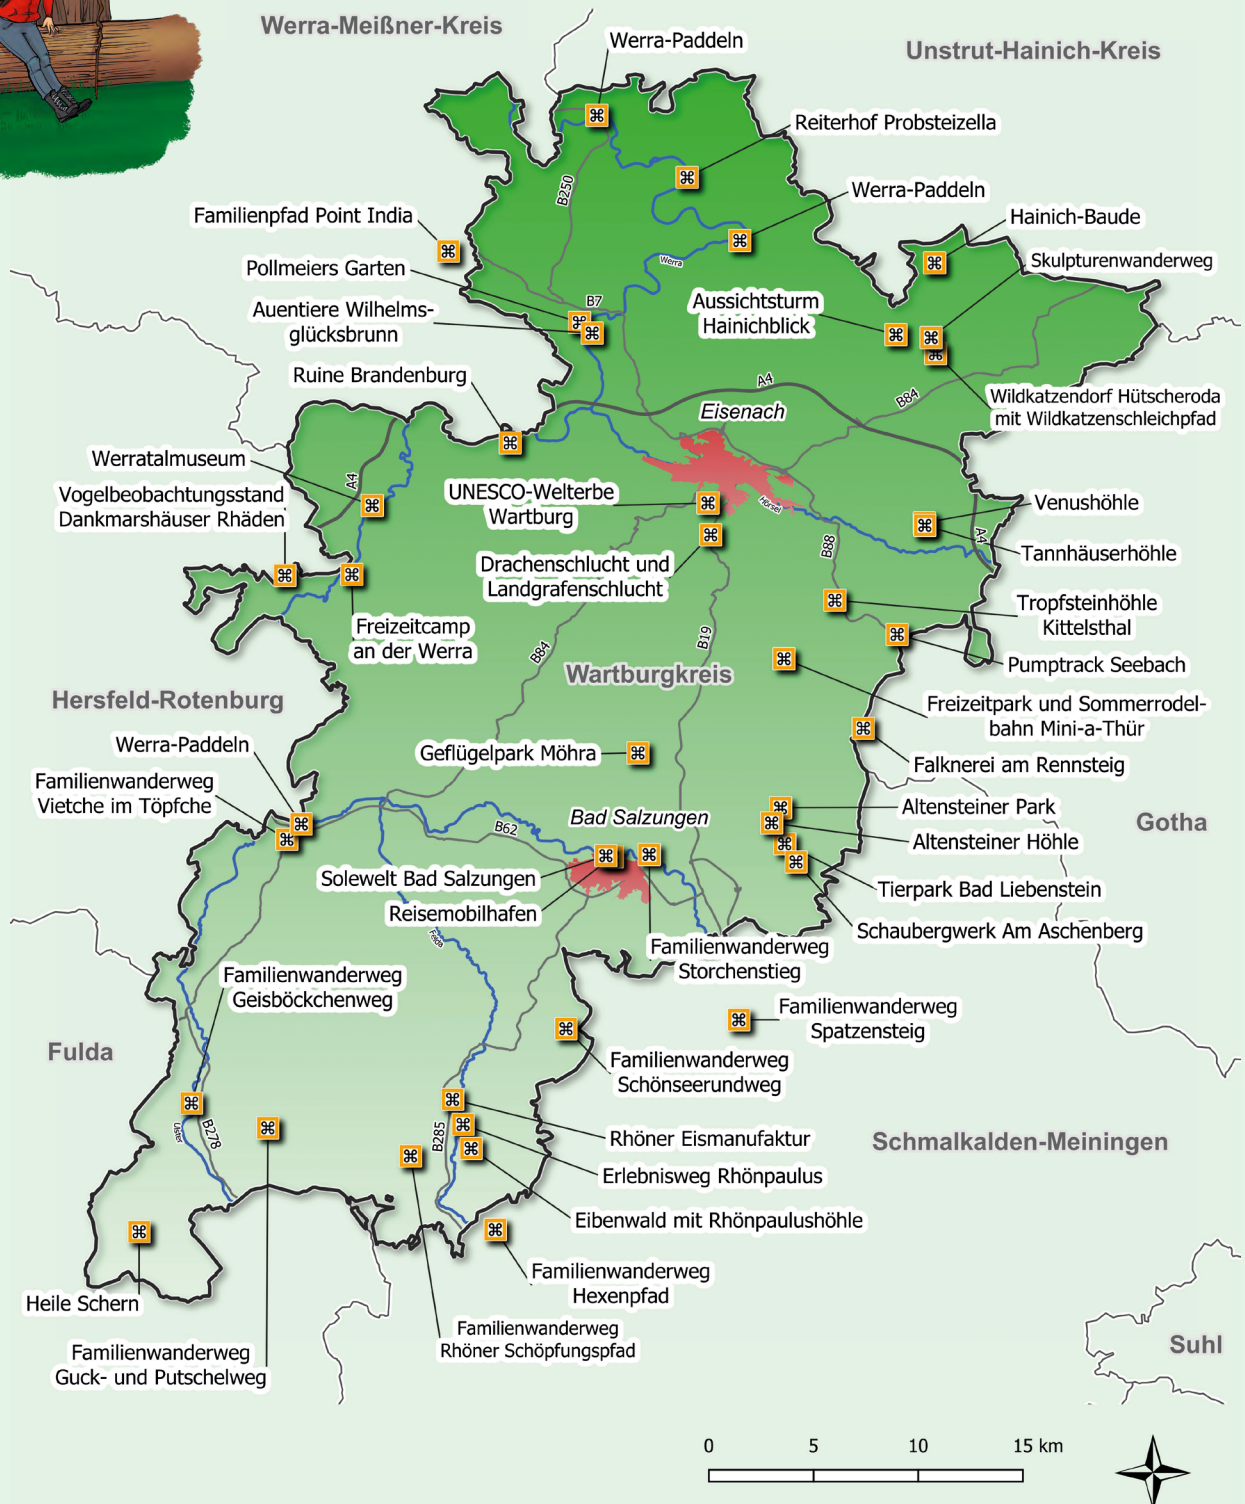 Werra-Meißner-Kreis
Werra-Paddeln
Unstrut-Hainich-Kreis
Reiterhof Probsteizella
B250
Werra-Paddeln
Familienpfad Point India
Hainich-Baude
Pollmeiers Garten
Werra
Skulpturenwanderweg
Auentiere Wilhelms-
glücksbrunn
B7
Aussichtsturm
Hainichblick
Ruine Brandenburg
A4
B84
Wildkatzendorf Hütscheroda
mit Wildkatzenschleichpfad
Eisenach
Werratalmuseum
A4
Vogelbeobachtungsstand
Dankmarshäuser Rhäden
UNESCO-Welterbe
Wartburg
Hörsel
Venushöhle
A4
B88
Tannhäuserhöhle
Drachenschlucht und
Landgrafenschlucht
Tropfsteinhöhle
Kittelsthal
Freizeitcamp
an der Werra
B84
B19
Pumptrack Seebach
Wartburgkreis
Hersfeld-Rotenburg
Freizeitpark und Sommerrodel-
bahn Mini-a-Thür
Werra-Paddeln
Geflügelpark Möhra
Falknerei am Rennsteig
Familienwanderweg
Vietche im Töpfche
Altensteiner Park
Gotha
B62
Bad Salzungen
Altensteiner Höhle
Solewelt Bad Salzungen
Tierpark Bad Liebenstein
Reisemobilhafen
Schaubergwerk Am Aschenberg
Felda
Familienwanderweg
Storchenstieg
Familienwanderweg
Geisböckchenweg
Familienwanderweg
Spatzensteig
Fulda
Familienwanderweg
Schönseerundweg
Ulster
B278
B285
Rhöner Eismanufaktur
Schmalkalden-Meiningen
Erlebnisweg Rhönpaulus
Eibenwald mit Rhönpaulushöhle
Familienwanderweg
Hexenpfad
Heile Schern
Familienwanderweg
Rhöner Schöpfungspfad
Familienwanderweg
Guck- und Putschelweg
Suhl
0 5 10 15 km